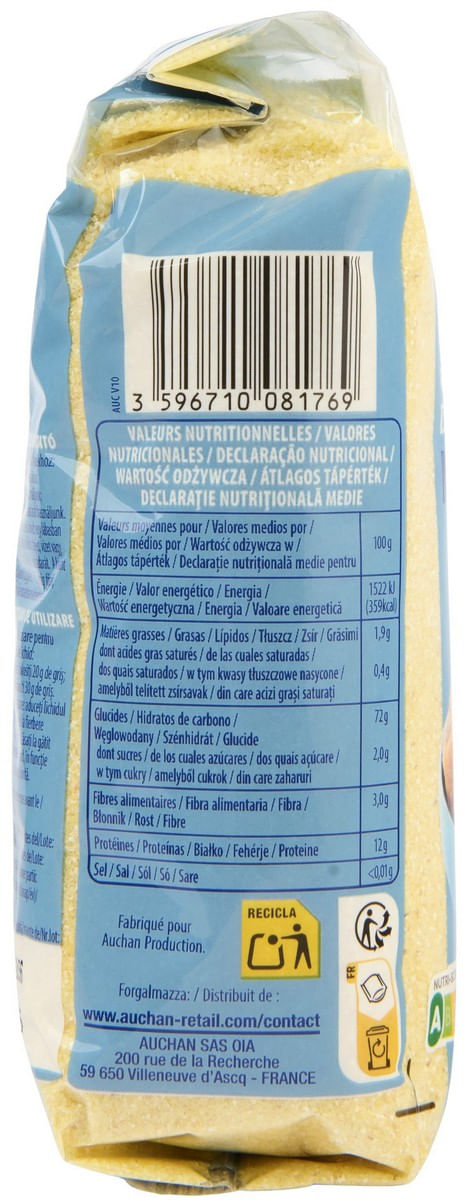 AUC V10
3 596710 081769
VALEURS NUTRITIONNELLES / VALORES
NUTRICIONALES / DECLARAÇÃO NUTRICIONAL /
WARTOŚĆ ODŻYWCZA / ÁTLAGOS TÁPÉRTÉK /
DECLARAȚIE NUTRIȚIONALĂ MEDIE
Valeurs moyennes pour / Valores medios por /
Valores médios por / Wartość odżywcza w /
Átlagos tápérték / Declarație nutrițională medie pentru
100 g
Énergie / Valor energético / Energia /
Wartość energetyczna / Energia / Valoare energetică
1522 kJ
(359kcal)
Matières grasses / Grasas / Lípidos / Tłuszcz / Zsír / Grăsimi
1,9g
dont acides gras saturés / de las cuales saturadas /
dos quais saturados / w tym kwasy tłuszczowe nasycone /
amelyből telített zsírsavak / din care acizi grași saturați
0,4g
Glucides / Hidratos de carbono /
Węglowodany / Szénhidrát / Glucide
72g
dont sucres / de los cuales azúcares / dos quais açúcares /
w tym cukry / amelyből cukrok / din care zaharuri
2,0g
Fibres alimentaires / Fibra alimentaria / Fibra /
Błonnik / Rost / Fibre
3,0g
Protéines / Proteínas / Białko / Fehérje / Proteine
12g
Sel / Sal / Sól / Só / Sare
<0,01g
Fabriqué pour
Auchan Production.
RECICLA
FR
Forgalmazza: / Distribuit de :
www.auchan-retail.com/contact
AUCHAN SAS OIA
200 rue de la Recherche
59 650 Villeneuve d'Ascq - FRANCE
UTILIZARE
A